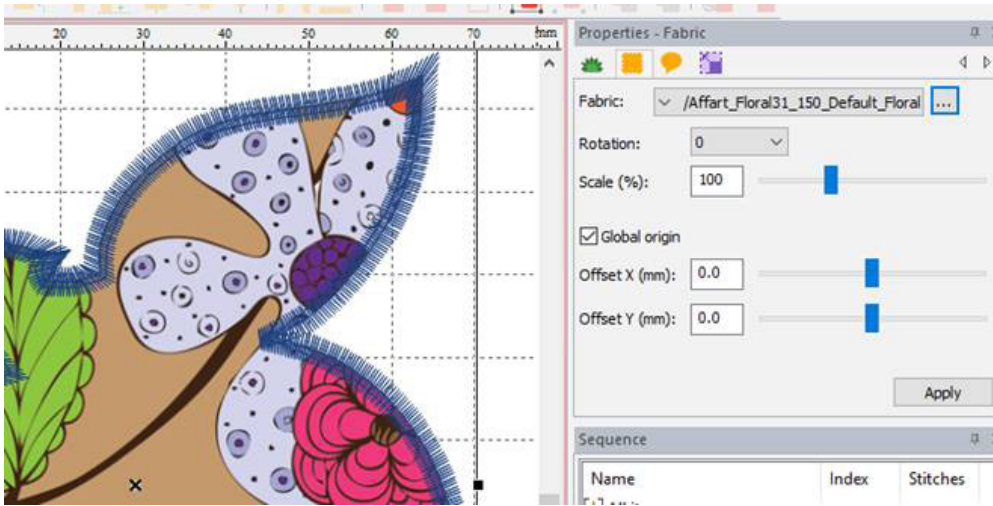 20 30 40 50 60 70 mm
Properties - Fabric
Fabric: /Affart_Floral31_150_Default_Floral ...
Rotation: 0
Scale (%): 100
Global origin
Offset X (mm): 0.0
Offset Y (mm): 0.0
Apply
Sequence
Name Index Stitches